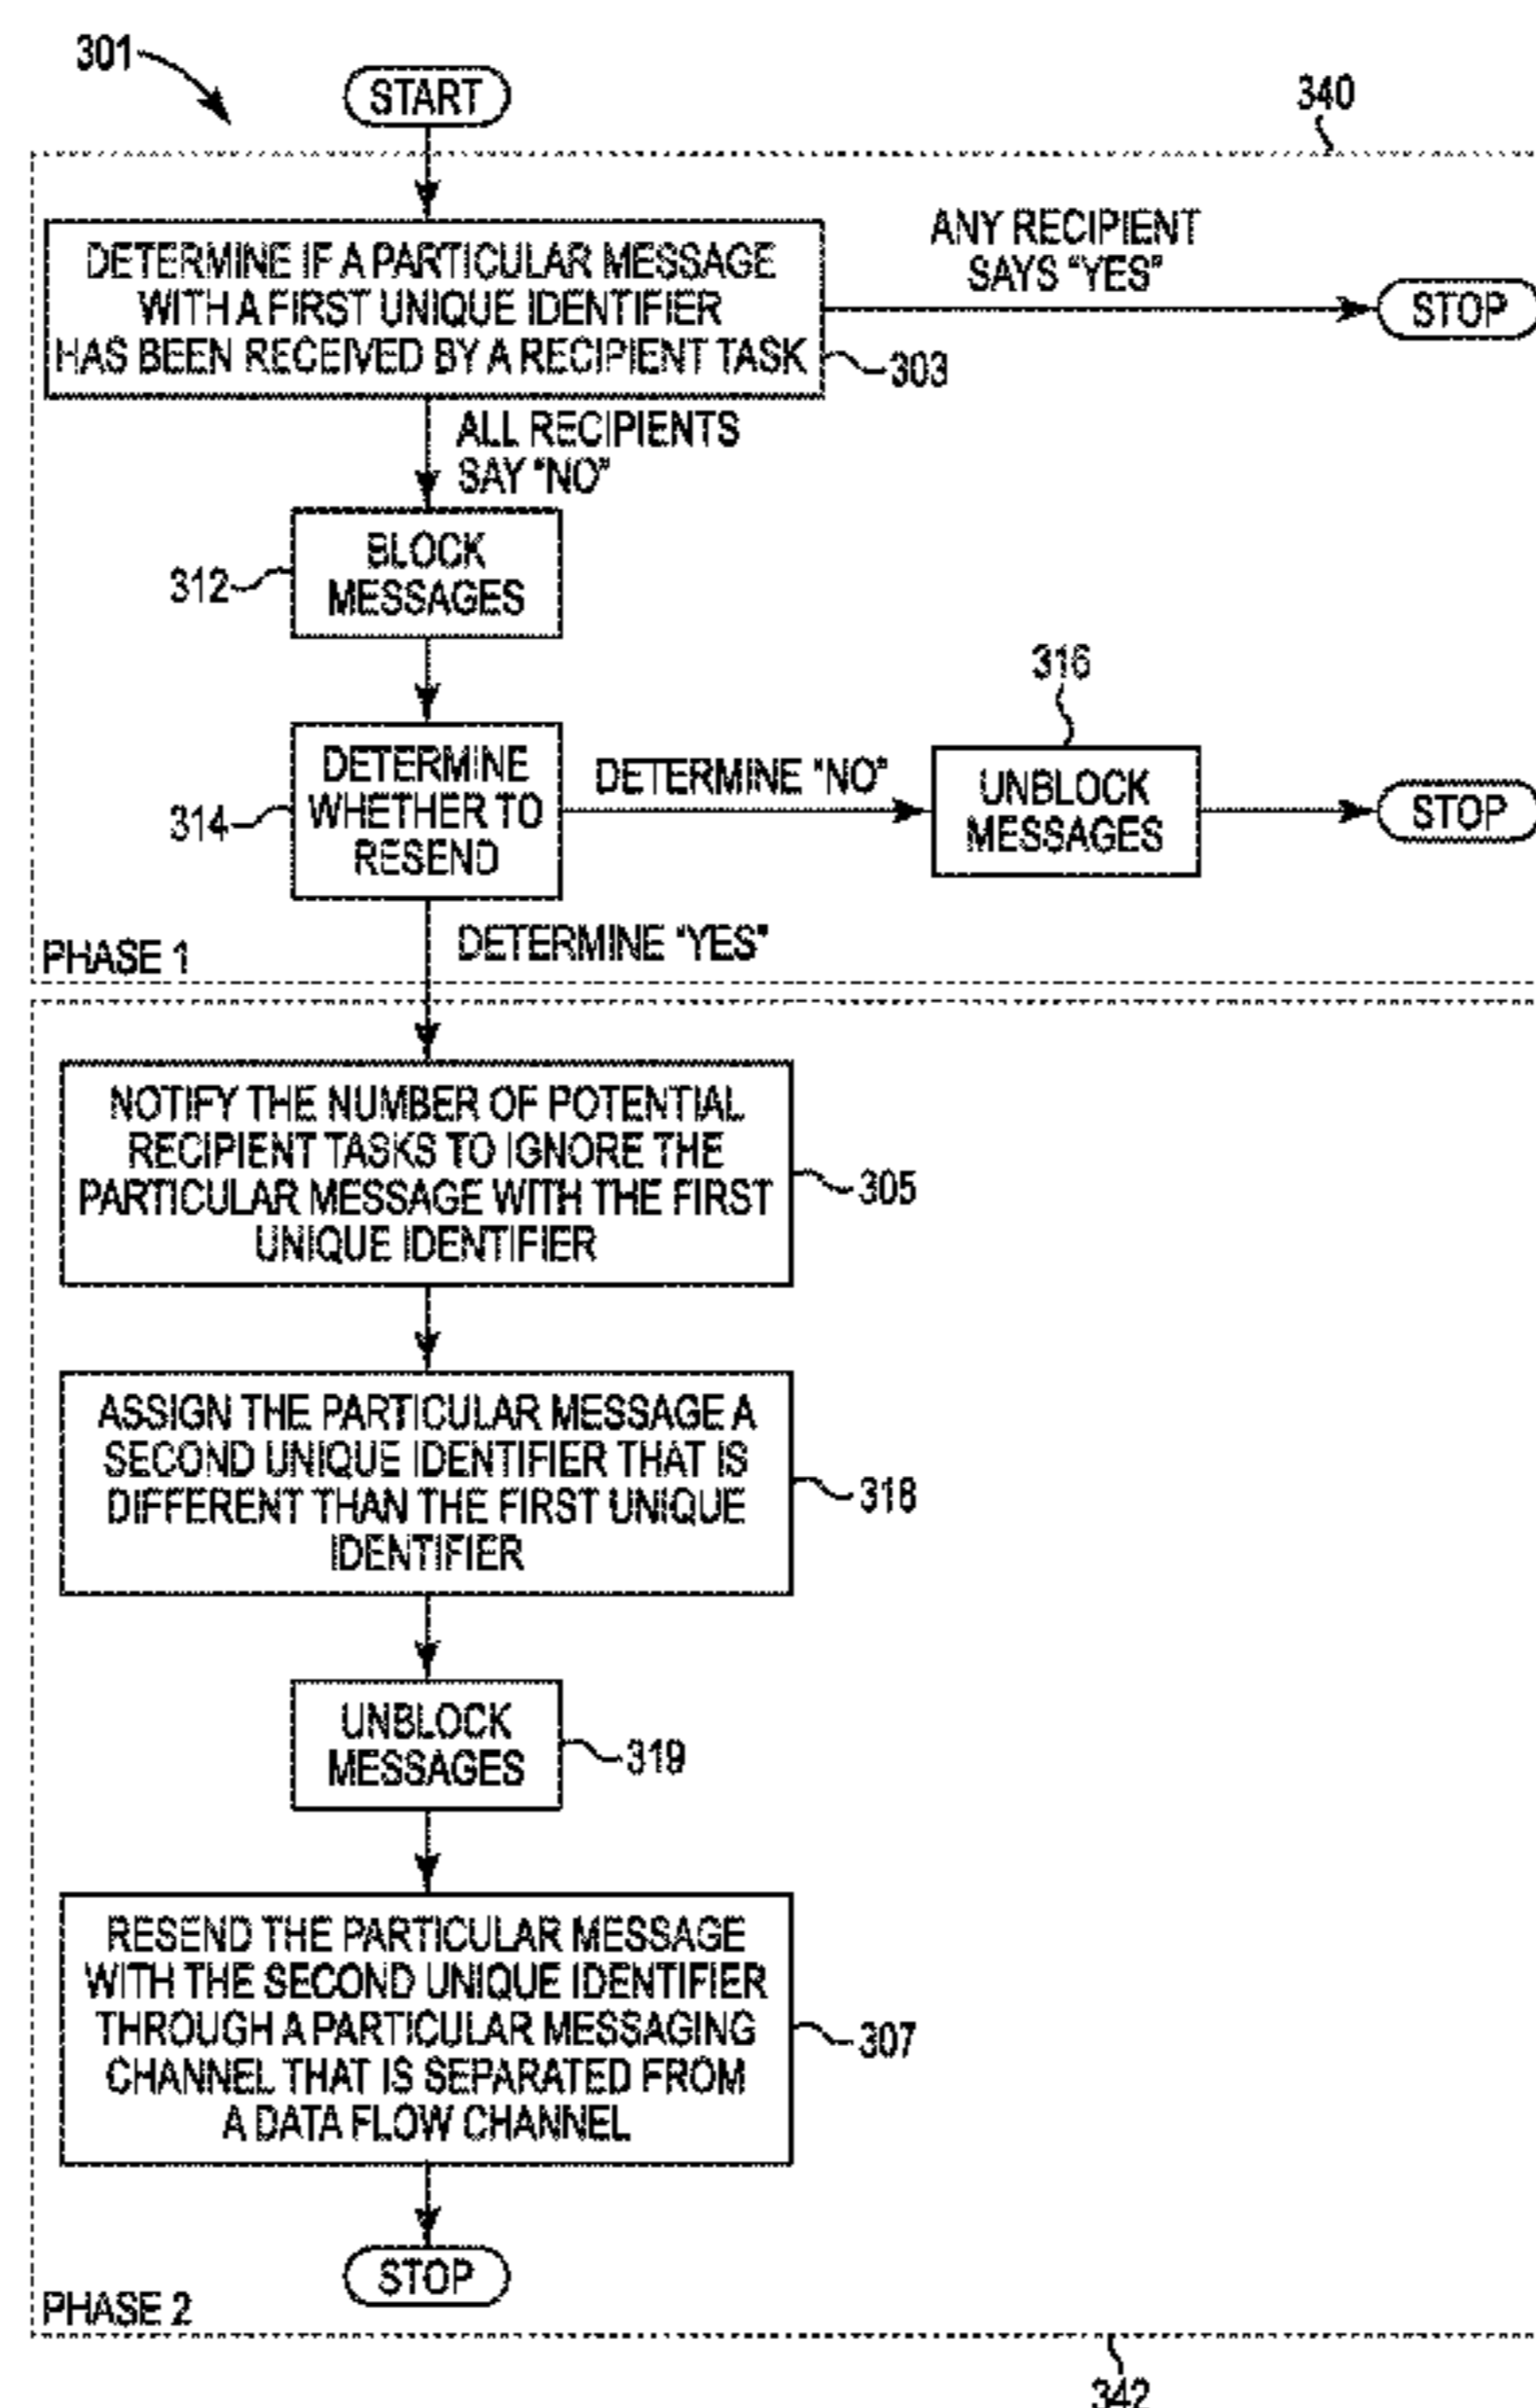 301
START
340
DETERMINE IF A PARTICULAR MESSAGE
WITH A FIRST UNIQUE IDENTIFIER
HAS BEEN RECEIVED BY A RECIPIENT TASK
303
ANY RECIPIENT
SAYS "YES"
STOP
ALL RECIPIENTS
SAY "NO"
BLOCK
MESSAGES
312
DETERMINE
WHETHER TO
RESEND
314
DETERMINE "NO"
316
UNBLOCK
MESSAGES
STOP
DETERMINE "YES"
PHASE 1
NOTIFY THE NUMBER OF POTENTIAL
RECIPIENT TASKS TO IGNORE THE
PARTICULAR MESSAGE WITH THE FIRST
UNIQUE IDENTIFIER
305
ASSIGN THE PARTICULAR MESSAGE A
SECOND UNIQUE IDENTIFIER THAT IS
DIFFERENT THAN THE FIRST UNIQUE
IDENTIFIER
318
UNBLOCK
MESSAGES
319
RESEND THE PARTICULAR MESSAGE
WITH THE SECOND UNIQUE IDENTIFIER
THROUGH A PARTICULAR MESSAGING
CHANNEL THAT IS SEPARATED FROM
A DATA FLOW CHANNEL
307
STOP
PHASE 2
342